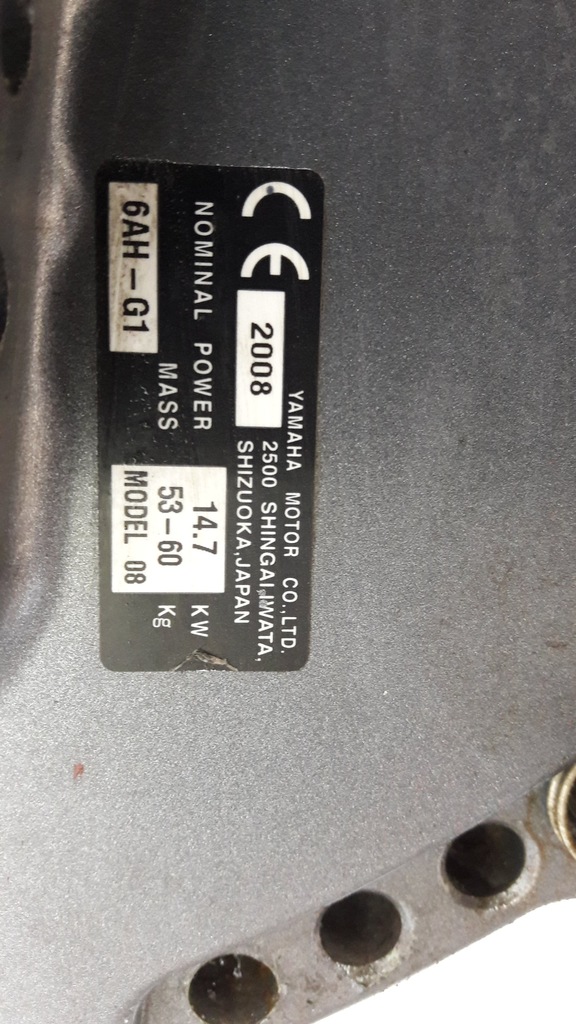 CE 2008
YAMAHA MOTOR CO.,LTD.
2500 SHINGAI,IWATA,
SHIZUOKA,JAPAN
NOMINAL POWER 14.7 KW
MASS 53-60 Kg
6AH-G1 MODEL 08